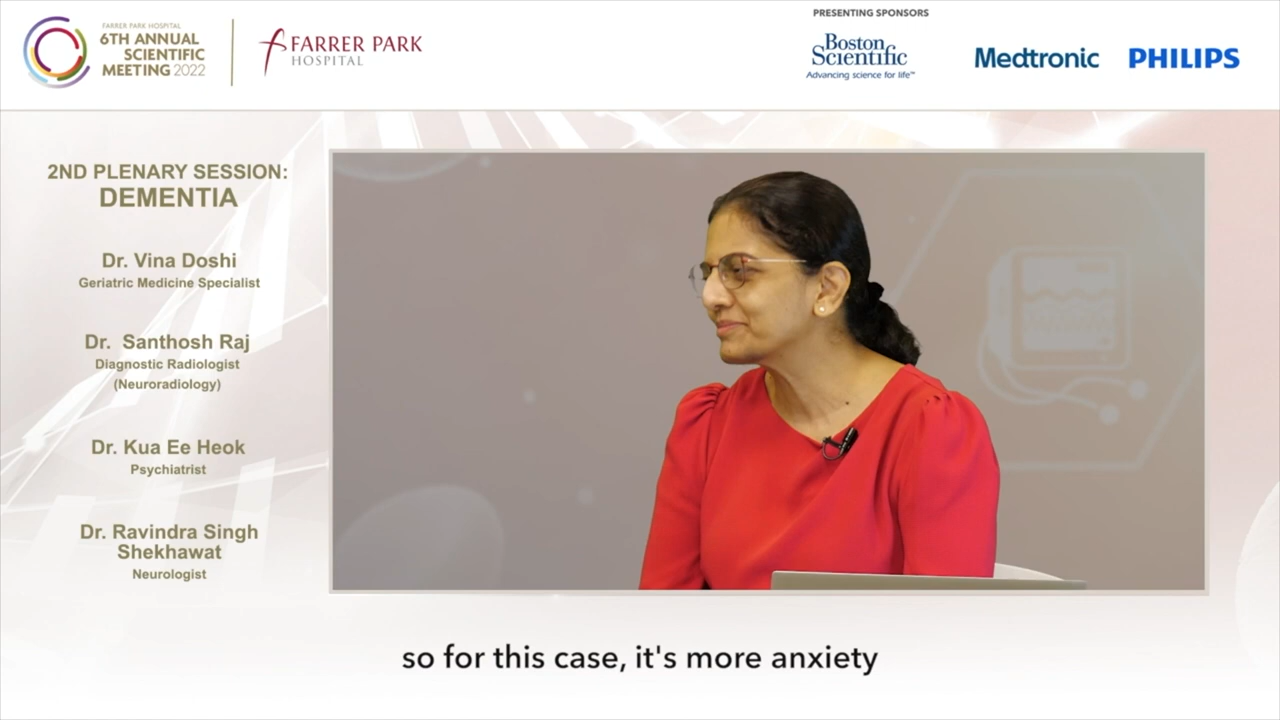 FARRER PARK HOSPITAL
6TH ANNUAL
SCIENTIFIC
MEETING 2022
FARRER PARK
HOSPITAL
PRESENTING SPONSORS
Boston
Scientific
Advancing science for life™
Medtronic
PHILIPS
2ND PLENARY SESSION:
DEMENTIA
Dr. Vina Doshi
Geriatric Medicine Specialist
Dr. Santhosh Raj
Diagnostic Radiologist
(Neuroradiology)
Dr. Kua Ee Heok
Psychiatrist
Dr. Ravindra Singh
Shekhawat
Neurologist
so for this case, it's more anxiety